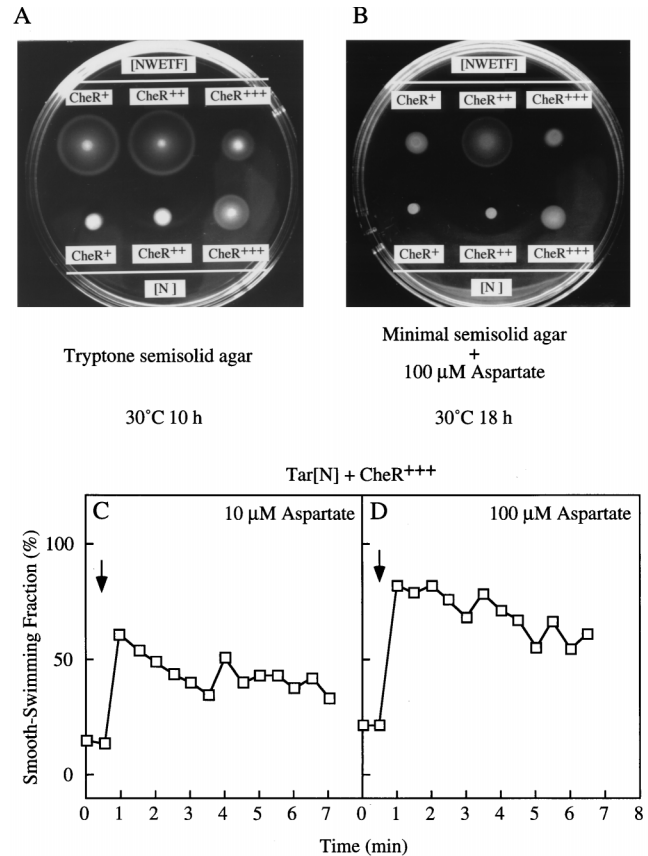 A
B
[NWETF]
CheR+
CheR++
CheR+++
CheR+
CheR++
CheR+++
[N]
[NWETF]
CheR+
CheR++
CheR+++
CheR+
CheR++
CheR+++
[N]
Tryptone semisolid agar
30°C 10 h
Minimal semisolid agar
+
100 μM Aspartate
30°C 18 h
Tar[N] + CheR+++
C
10 μM Aspartate
D
100 μM Aspartate
Smooth-Swimming Fraction (%)
100
50
0
0 1 2 3 4 5 6 7
0 1 2 3 4 5 6 7 8
Time (min)